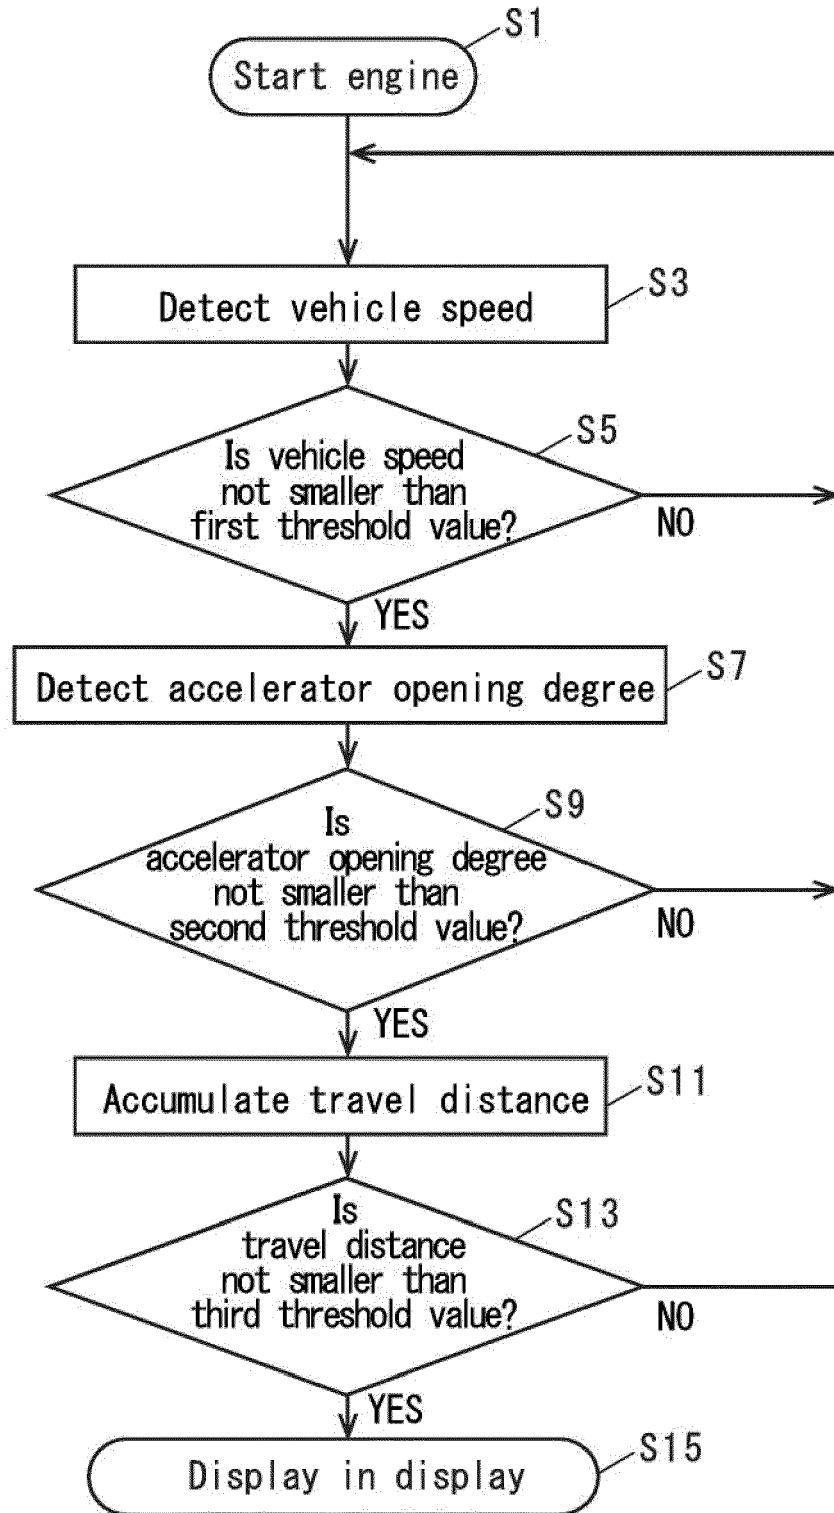 S1
Start engine
S3
Detect vehicle speed
S5
Is vehicle speed
not smaller than
first threshold value?
NO
YES
S7
Detect accelerator opening degree
S9
Is
accelerator opening degree
not smaller than
second threshold value?
NO
YES
S11
Accumulate travel distance
S13
Is
travel distance
not smaller than
third threshold value?
NO
YES
S15
Display in display